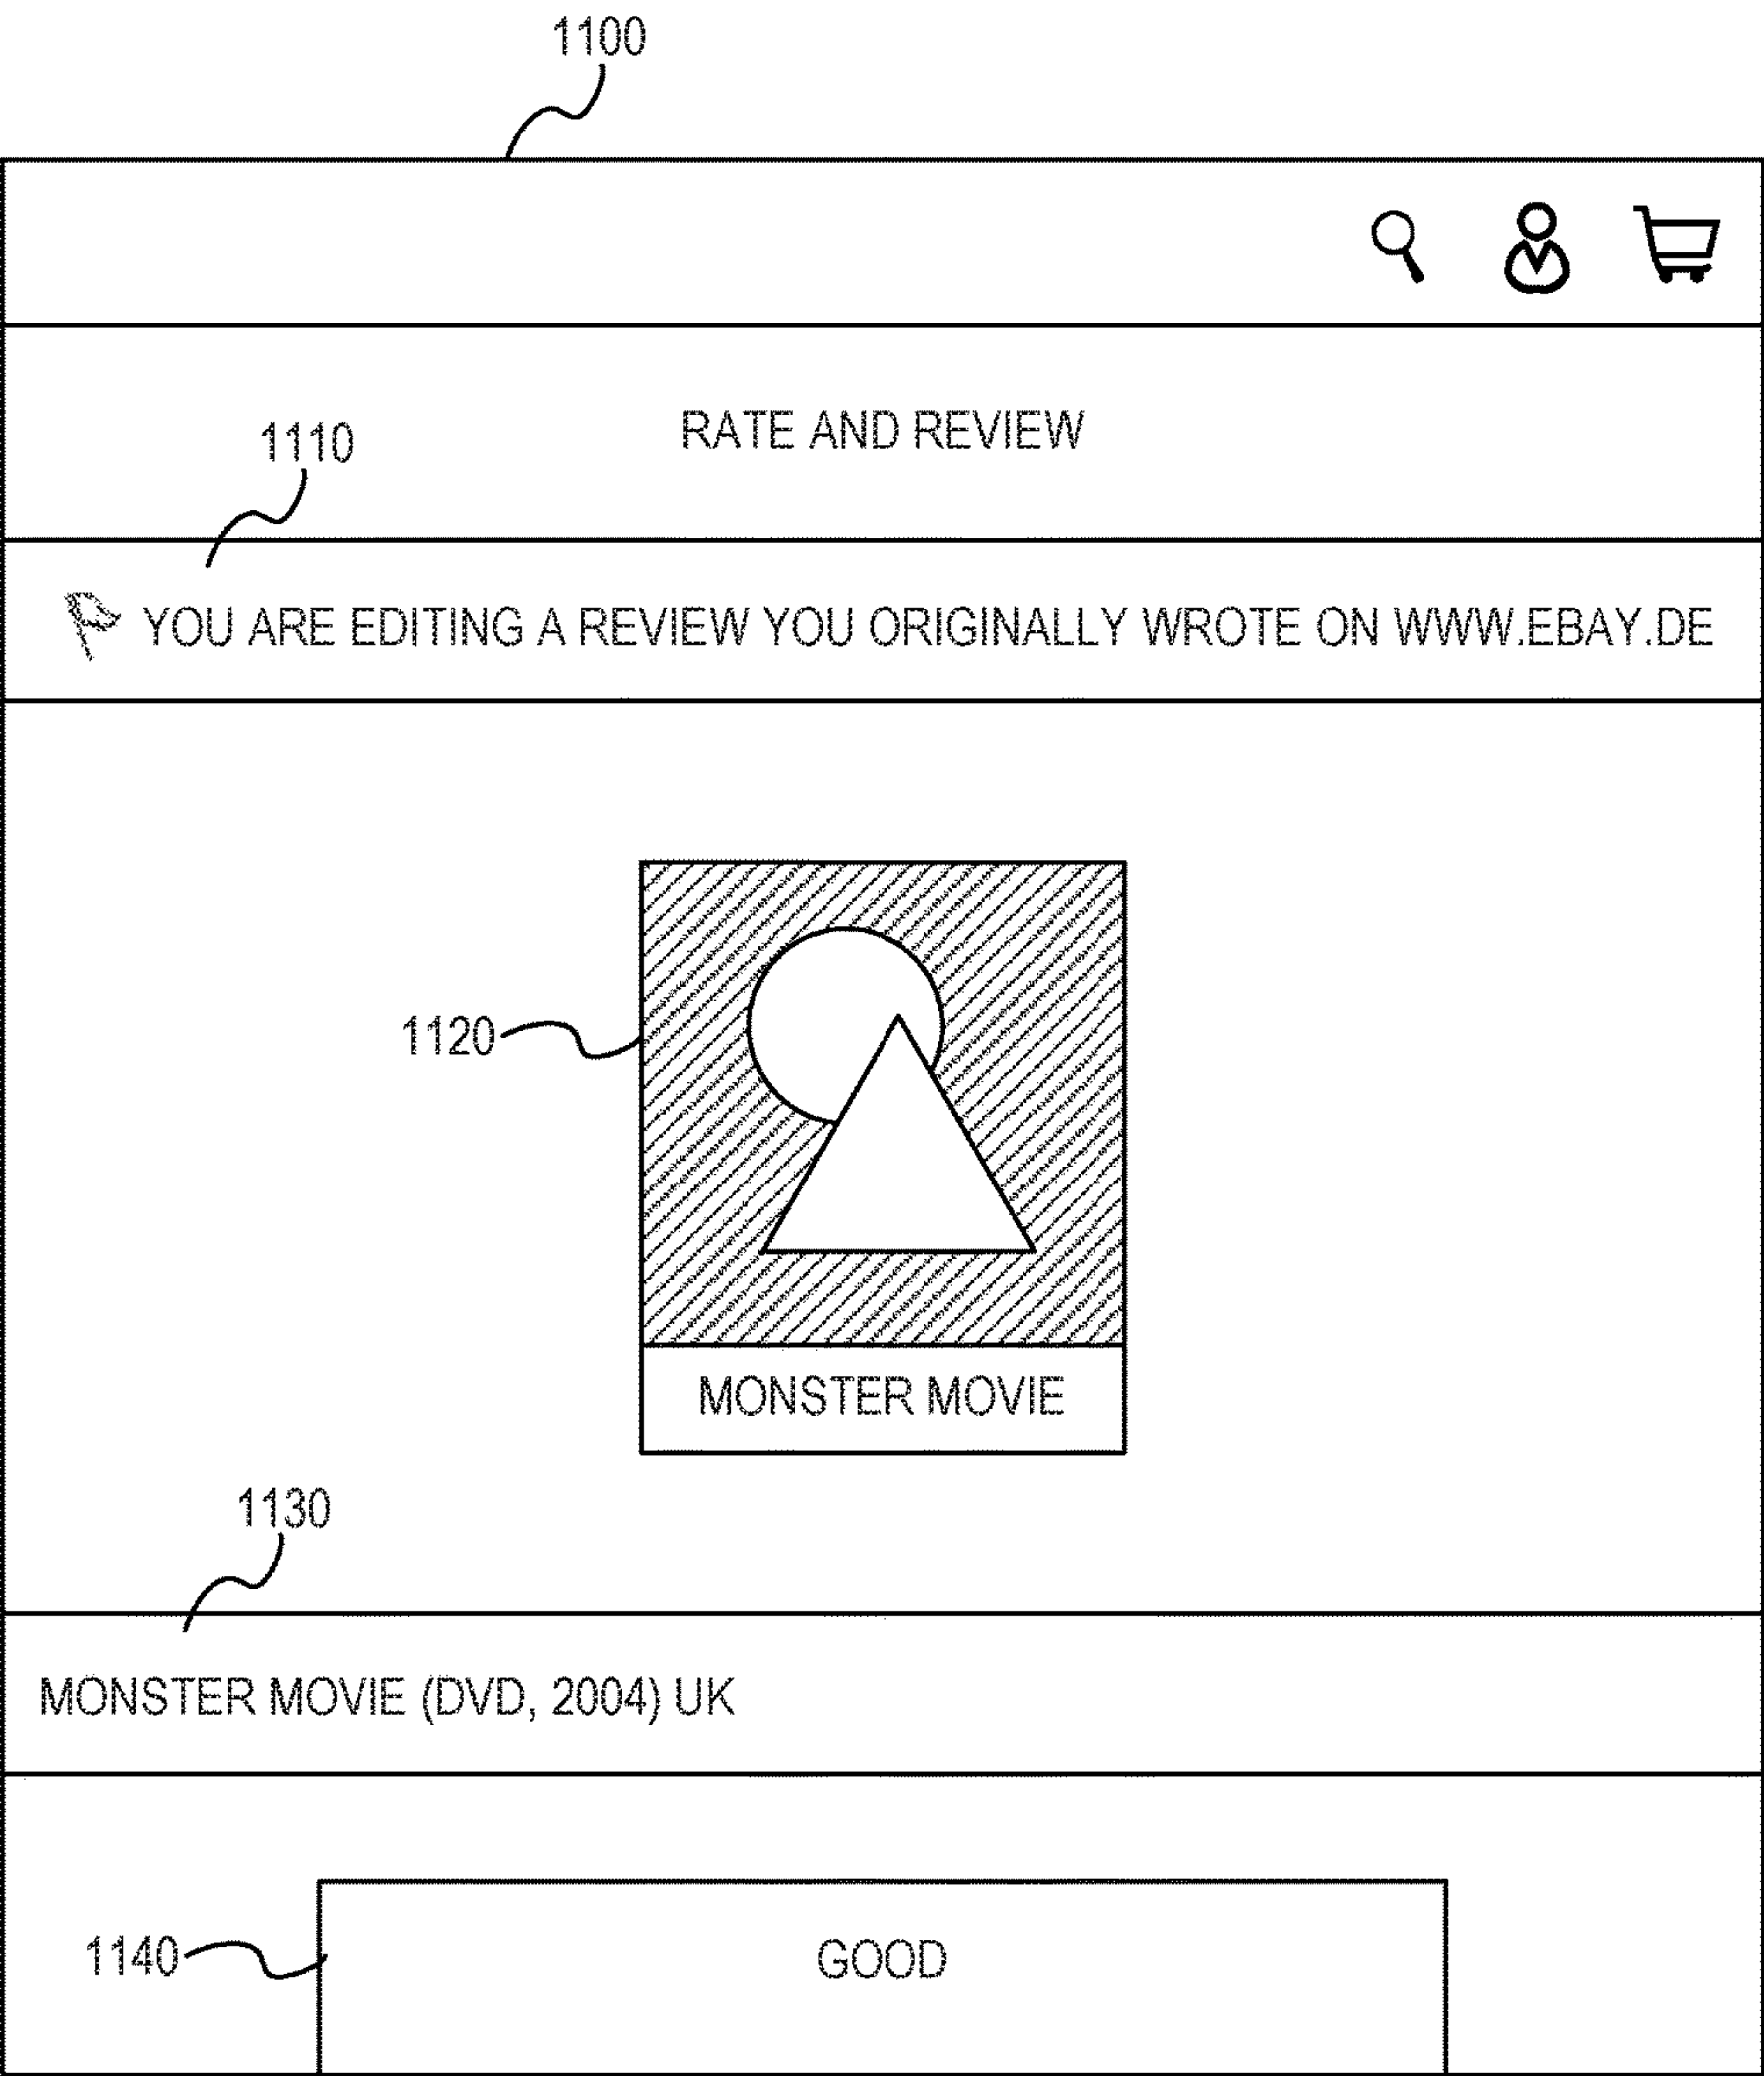 1100
RATE AND REVIEW
1110
YOU ARE EDITING A REVIEW YOU ORIGINALLY WROTE ON WWW.EBAY.DE
1120
MONSTER MOVIE
1130
MONSTER MOVIE (DVD, 2004) UK
1140
GOOD